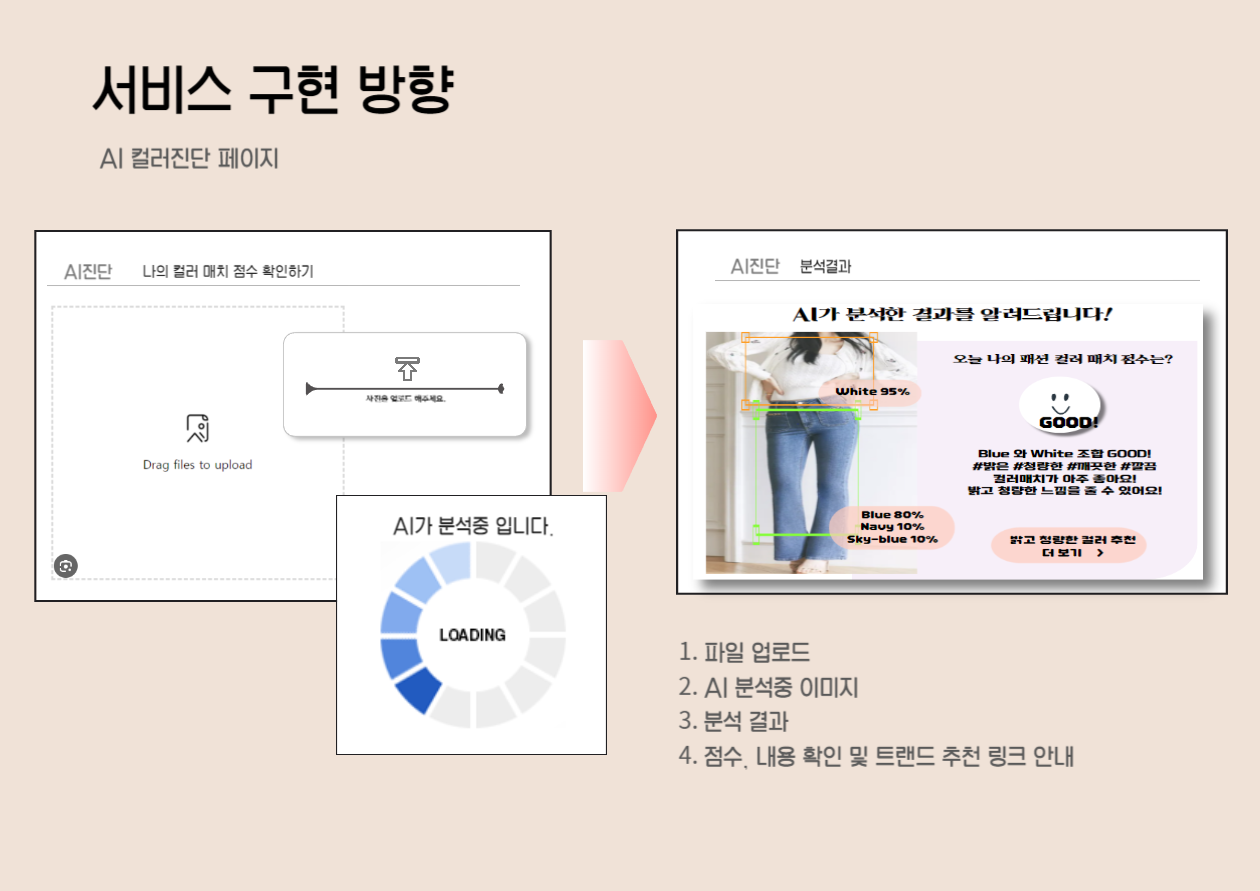 서비스 구현 방향
AI 컬러진단 페이지
AI진단 나의 컬러 매치 점수 확인하기
사진을 업로드 해주세요.
Drag files to upload
AI가 분석중 입니다.
LOADING
AI진단 분석결과
AI가 분석한 결과를 알려드립니다!
오늘 나의 패션 컬러 매치 점수는?
White 95%
GOOD!
Blue 와 White 조합 GOOD!
#밝은 #청량한 #깨끗한 #깔끔
컬러매치가 아주 좋아요!
밝고 청량한 느낌을 줄 수 있어요!
Blue 80%
Navy 10%
Sky-blue 10%
밝고 청량한 컬러 추천
더 보기 >
1. 파일 업로드
2. AI 분석중 이미지
3. 분석 결과
4. 점수, 내용 확인 및 트랜드 추천 링크 안내